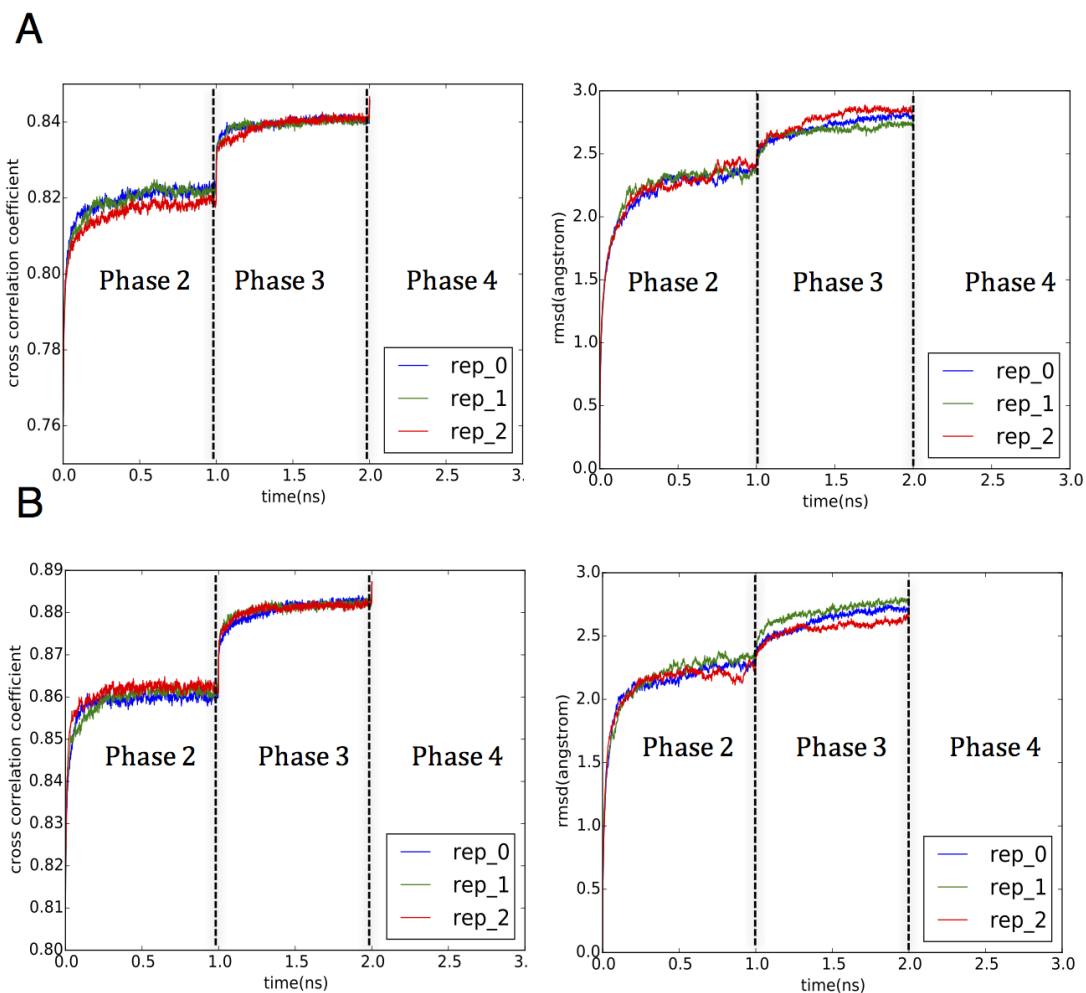 A
cross correlation coefficient
0.84
0.82
0.80
0.78
0.76
Phase 2
Phase 3
Phase 4
rep_0
rep_1
rep_2
0.0
0.5
1.0
1.5
2.0
2.5
3.
time(ns)
rmsd(angstrom)
3.0
2.5
2.0
1.5
1.0
0.5
0.0
Phase 2
Phase 3
Phase 4
rep_0
rep_1
rep_2
0.0
0.5
1.0
1.5
2.0
2.5
3.0
time(ns)
B
cross correlation coefficient
0.89
0.88
0.87
0.86
0.85
0.84
0.83
0.82
0.81
0.80
Phase 2
Phase 3
Phase 4
rep_0
rep_1
rep_2
0.0
0.5
1.0
1.5
2.0
2.5
3.
time(ns)
rmsd(angstrom)
3.0
2.5
2.0
1.5
1.0
0.5
0.0
Phase 2
Phase 3
Phase 4
rep_0
rep_1
rep_2
0.0
0.5
1.0
1.5
2.0
2.5
3.0
time(ns)